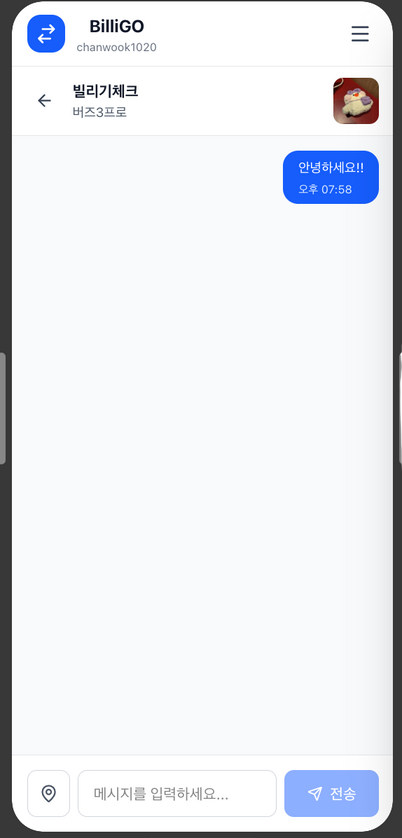 BilliGO
chanwook1020
빌리기체크
버즈3프로
안녕하세요!!
오후 07:58
메시지를 입력하세요...
전송